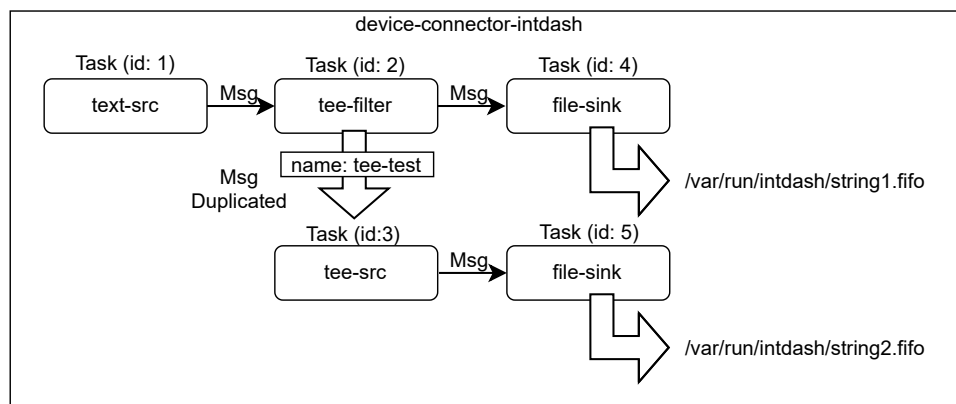 device-connector-intdash
Task (id: 1)
Task (id: 2)
Task (id: 4)
text-src
Msg
tee-filter
Msg
file-sink
name: tee-test
Msg
Duplicated
/var/run/intdash/string1.fifo
Task (id:3)
Task (id: 5)
tee-src
Msg
file-sink
/var/run/intdash/string2.fifo